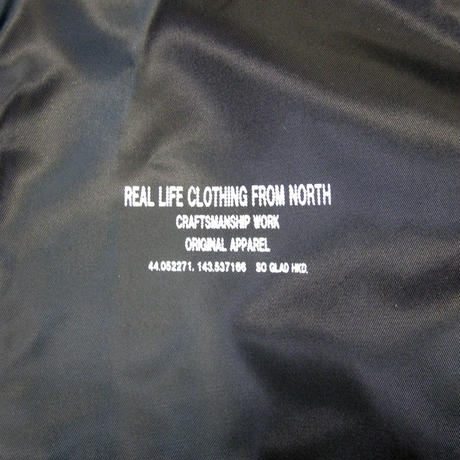 REAL LIFE CLOTHING FROM NORTH
CRAFTSMANSHIP WORK
ORIGINAL APPAREL
44.052271, 143.537166 SO GLAD HKD,